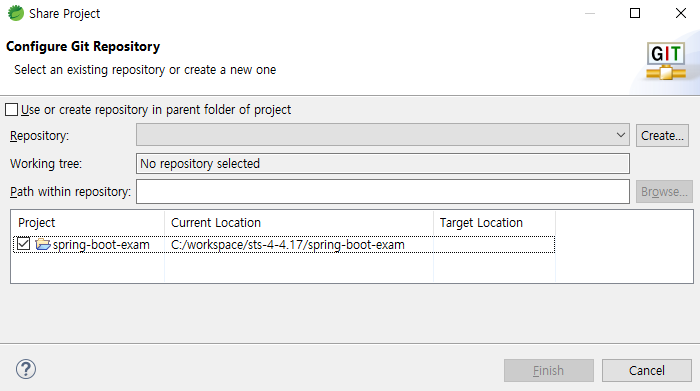 Share Project
Configure Git Repository
Select an existing repository or create a new one
GIT
Use or create repository in parent folder of project
Repository: Create...
Working tree: No repository selected
Path within repository: Browse...
Project Current Location Target Location
spring-boot-exam C:/workspace/sts-4-4.17/spring-boot-exam
? Finish Cancel